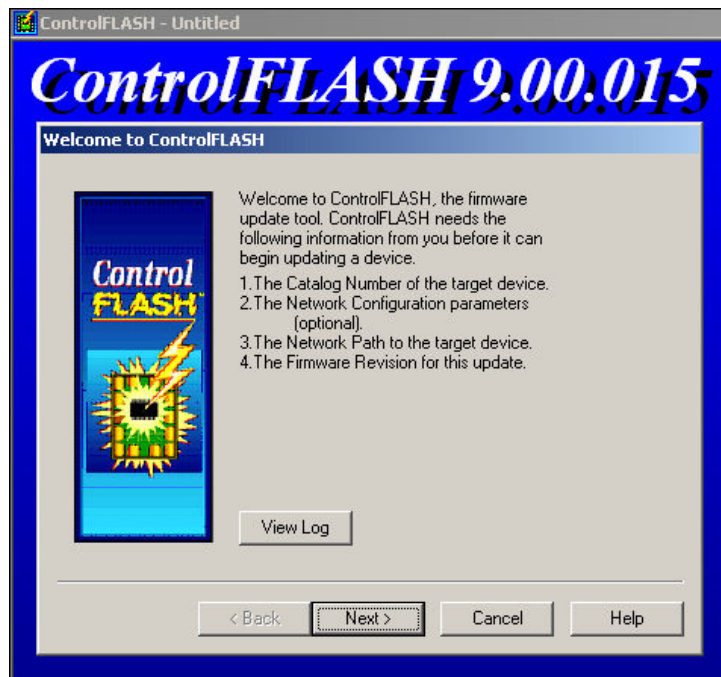 ControlFLASH - Untitled
ControlFLASH 9.00.015
Welcome to ControlFLASH
Control
FLASH
Welcome to ControlFLASH, the firmware
update tool. ControlFLASH needs the
following information from you before it can
begin updating a device.
1.The Catalog Number of the target device.
2.The Network Configuration parameters
(optional).
3.The Network Path to the target device.
4.The Firmware Revision for this update.
View Log
< Back
Next >
Cancel
Help